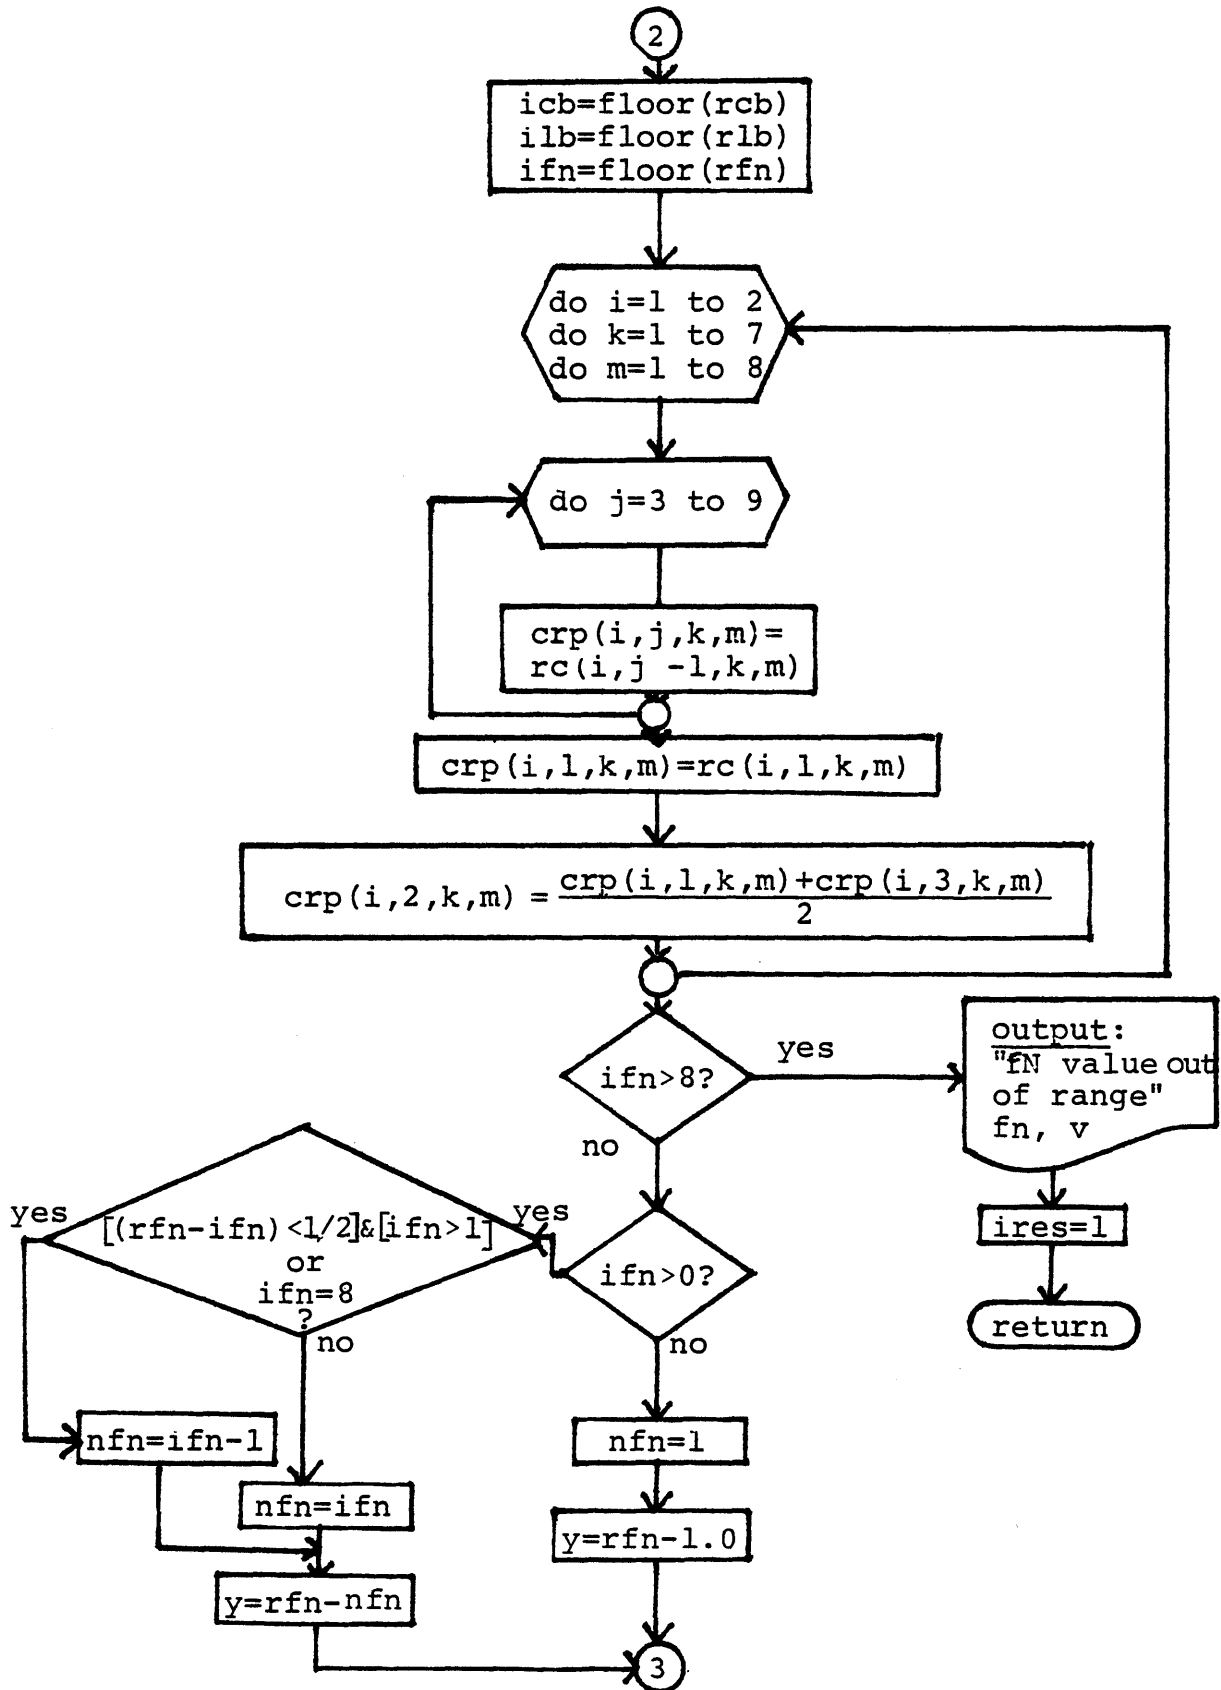 2
icb=floor(rcb)
ilb=floor(rlb)
ifn=floor(rfn)
do i=1 to 2
do k=1 to 7
do m=1 to 8
do j=3 to 9
crp(i,j,k,m)=
rc(i,j -1,k,m)
crp(i,1,k,m)=rc(i,1,k,m)
crp(i,2,k,m) = crp(i,1,k,m)+crp(i,3,k,m)
2
ifn>8?
yes
output:
"fN value out
of range"
fn, v
no
ires=1
return
ifn>0?
yes
[(rfn-ifn)<1/2]&[ifn>1]
or
ifn=8
?
yes
no
no
nfn=ifn-1
nfn=1
nfn=ifn
y=rfn-1.0
y=rfn-nfn
3